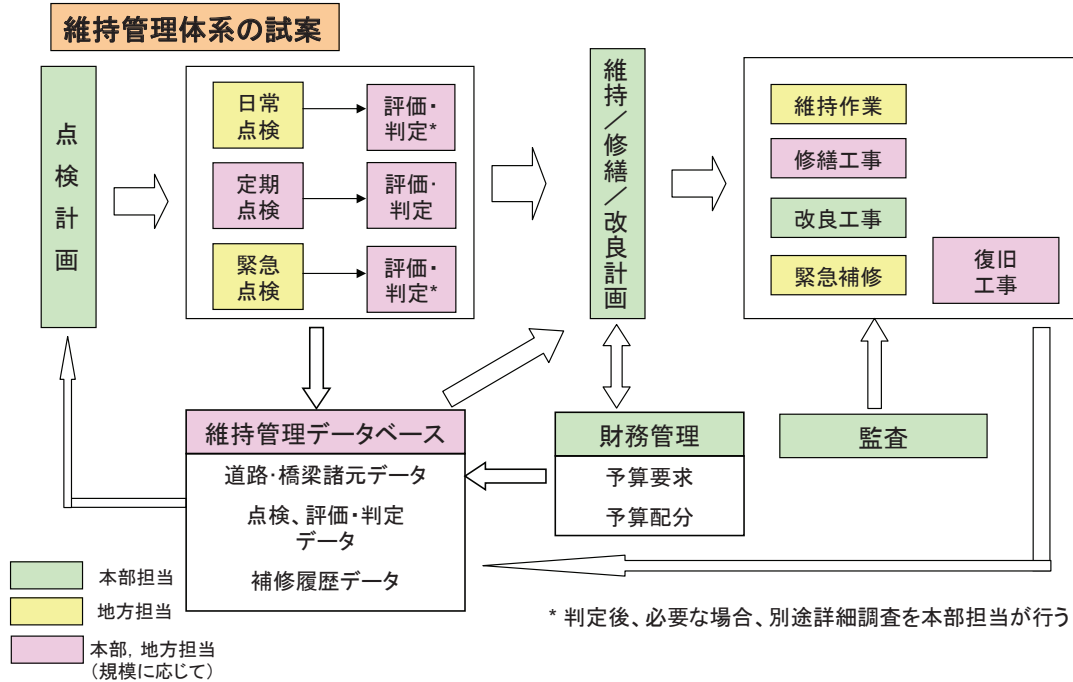 維持管理体系の試案
点検計画
日常
点検
評価・
判定*
定期
点検
評価・
判定
緊急
点検
評価・
判定*
維持／修繕／改良計画
維持作業
修繕工事
改良工事
緊急補修
復旧
工事
維持管理データベース
道路・橋梁諸元データ
点検、評価・判定
データ
補修履歴データ
財務管理
予算要求
予算配分
監査
本部担当
地方担当
本部，地方担当
（規模に応じて）
* 判定後、必要な場合、別途詳細調査を本部担当が行う